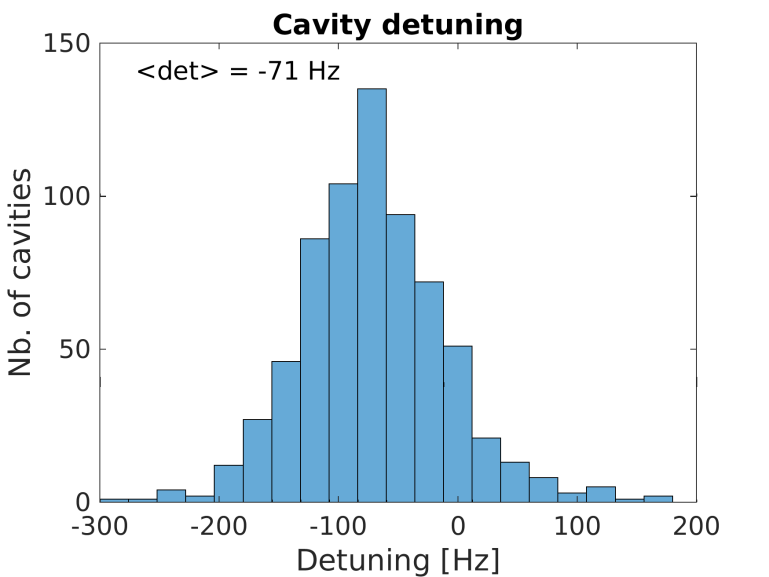 Cavity detuning
<det> = -71 Hz
150
100
50
0
Nb. of cavities
-300 -200 -100 0 100 200
Detuning [Hz]